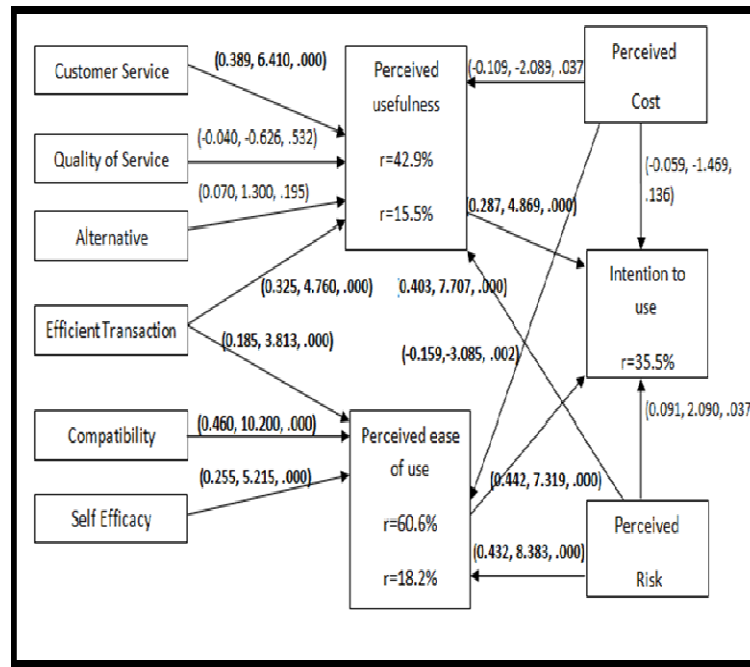 Customer Service
(0.389, 6.410, .000)
Perceived
usefulness
r=42.9%
r=15.5%
(-0.109, -2.089, .037
Perceived
Cost
Quality of Service
(-0.040, -0.626, .532)
(0.070, 1.300, .195)
Alternative
(0.287, 4.869, .000)
(-0.059, -1.469,
.136)
Efficient Transaction
(0.325, 4.760, .000)
(0.403, 7.707, .000)
(0.185, 3.813, .000)
(-0.159,-3.085, .002)
Intention to
use
r=35.5%
Compatibility
(0.460, 10.200, .000)
Perceived ease
of use
r=60.6%
r=18.2%
(0.091, 2.090, .037
Self Efficacy
(0.255, 5.215, .000)
(0.442, 7.319, .000)
(0.432, 8.383, .000)
Perceived
Risk